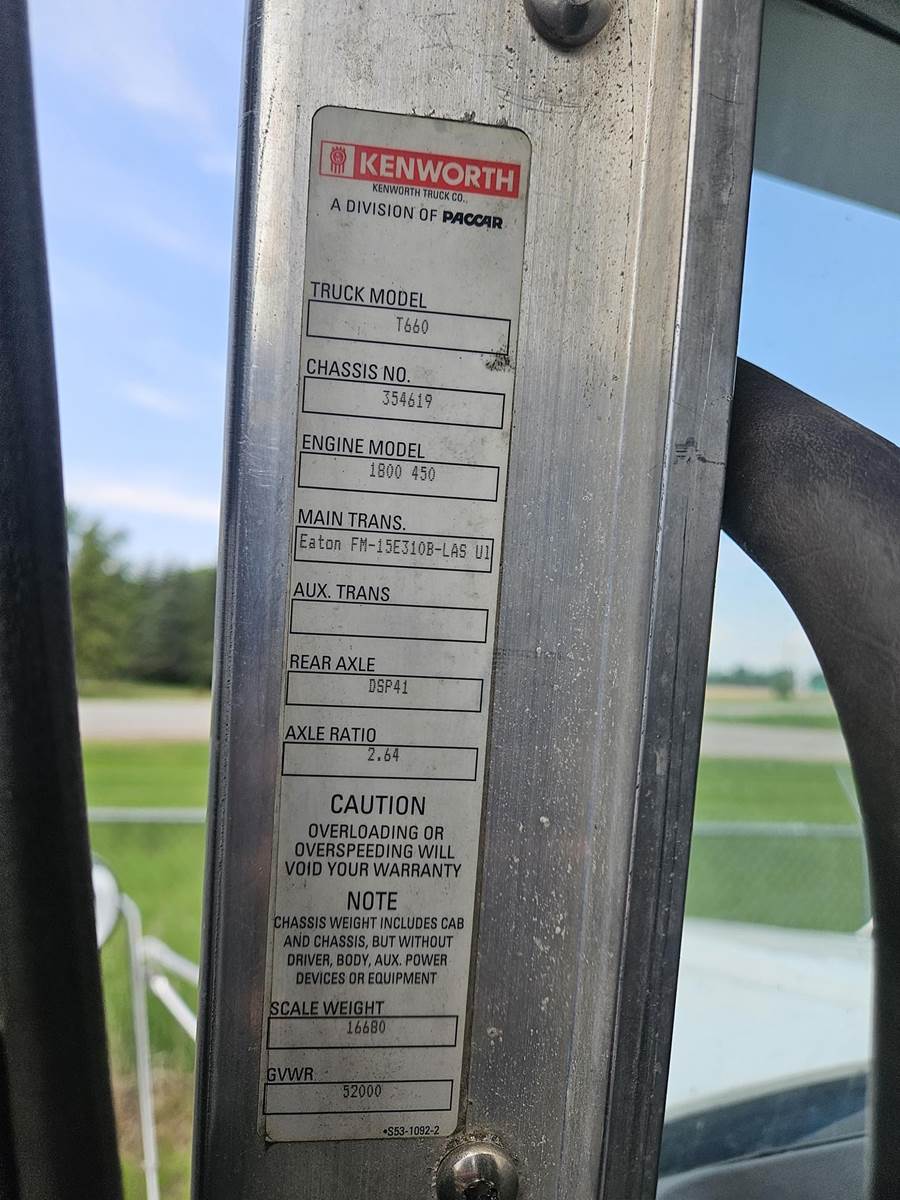 KENWORTH
KENWORTH TRUCK CO.
A DIVISION OF PACCAR
TRUCK MODEL
T660
CHASSIS NO.
354619
ENGINE MODEL
1800 450
MAIN TRANS.
Eaton FM-15E310B-LAS Ul
AUX. TRANS
REAR AXLE
DSP41
AXLE RATIO
2.64
CAUTION
OVERLOADING OR
OVERSPEEDING WILL
VOID YOUR WARRANTY
NOTE
CHASSIS WEIGHT INCLUDES CAB
AND CHASSIS, BUT WITHOUT
DRIVER, BODY, AUX. POWER
DEVICES OR EQUIPMENT
SCALE WEIGHT
16680
GVWR
52000
•S53-1092-2